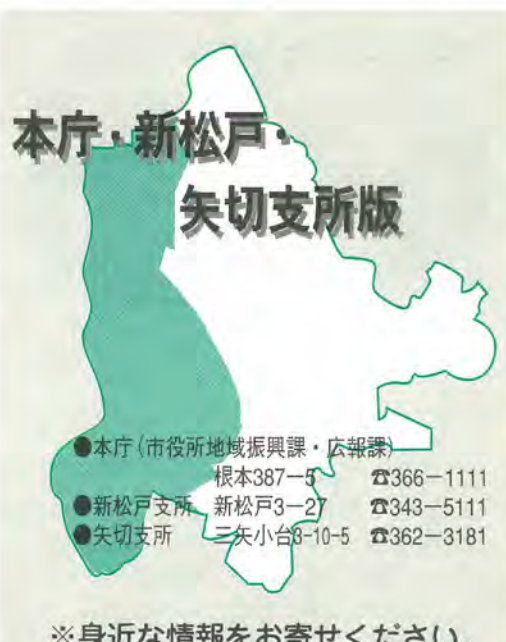 本庁・新松戸・
矢切支所版
●本庁(市役所地域振興課・広報課)
根本387−5 ☎366−1111
●新松戸支所 新松戸3−27 ☎343−5111
●矢切支所 三矢小台3-10-5 ☎362−3181
※身近な情報をお寄せください